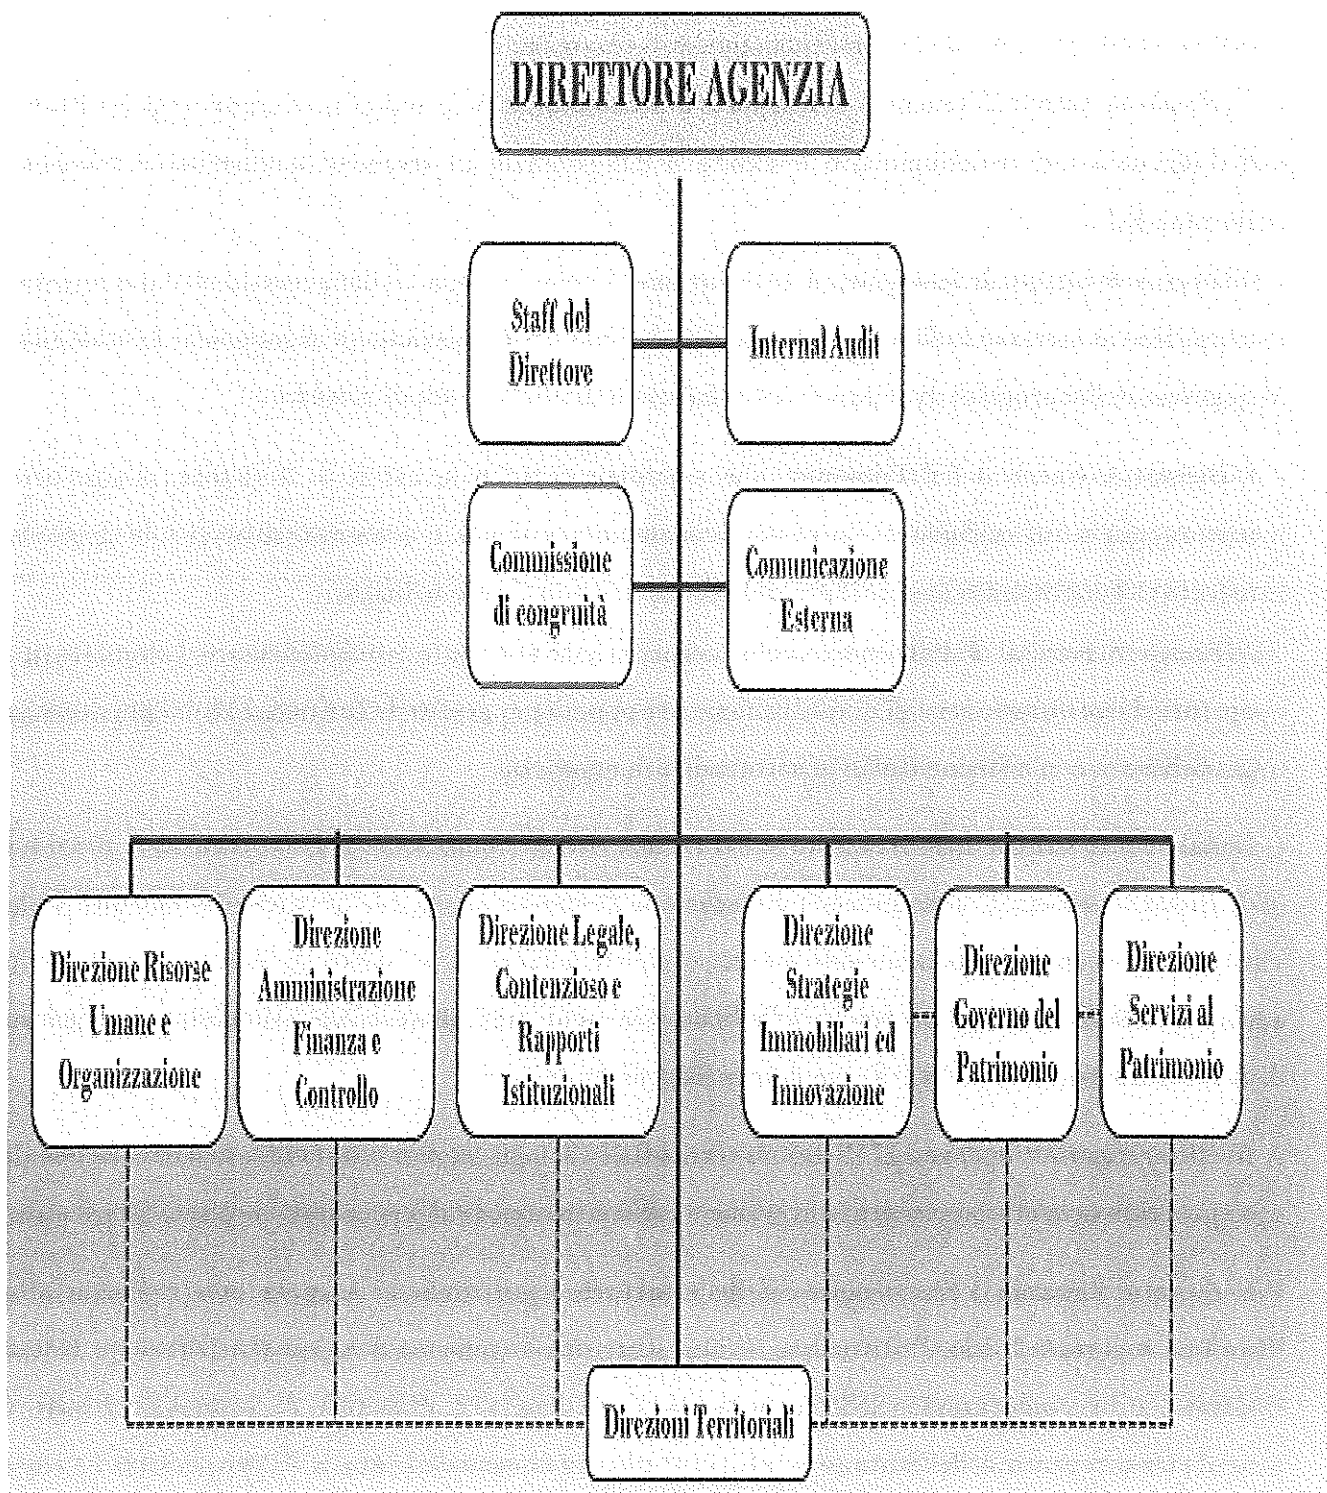 DIRETTORE AGENZIA
Staff del
Direttore
Internal Audit
Commissione
di congruità
Comunicazione
Esterna
Direzione Risorse
Umane e
Organizzazione
Direzione
Amministrazione
Finanza e
Controllo
Direzione Legale,
Contenzioso e
Rapporti
Istituzionali
Direzione
Strategie
Immobiliari ed
Innovazione
Direzione
Governo del
Patrimonio
Direzione
Servizi al
Patrimonio
Direzioni Territoriali